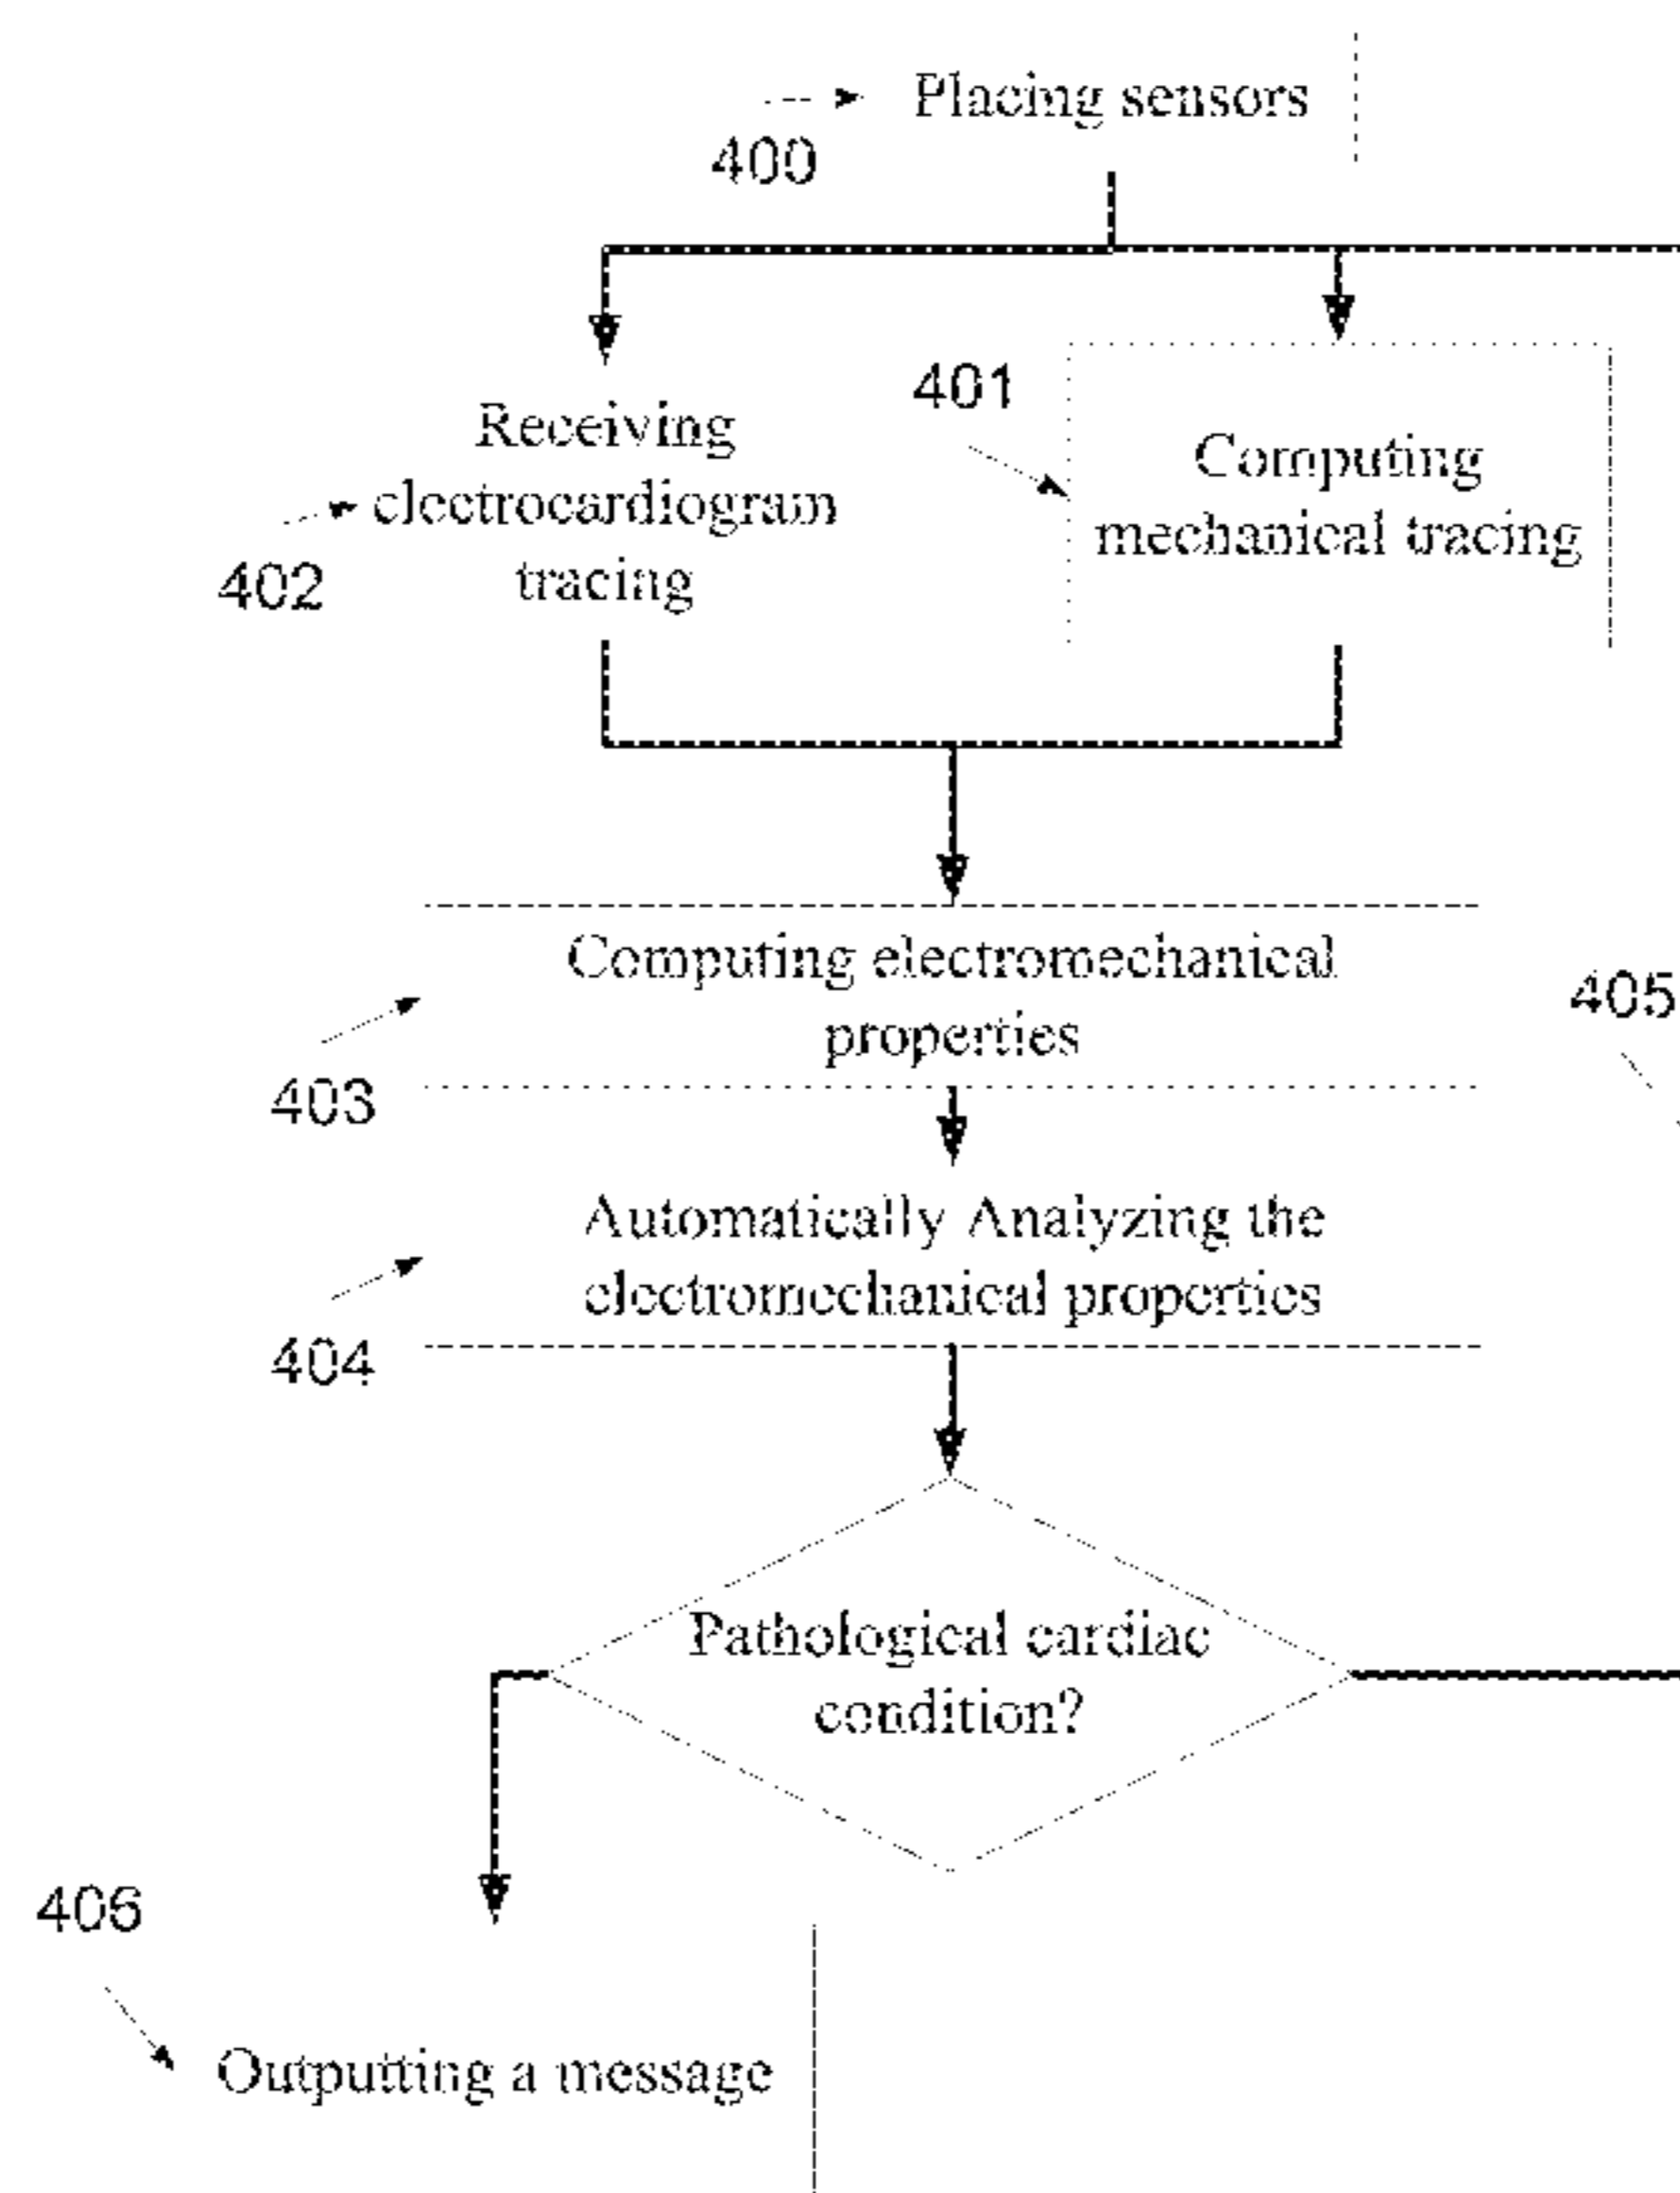 Placing sensors
400
401
Receiving
electrocardiogram
tracing
402
Computing
mechanical tracing
Computing electromechanical
properties
403
405
Automatically Analyzing the
electromechanical properties
404
Pathological cardiac
condition?
406
Outputting a message